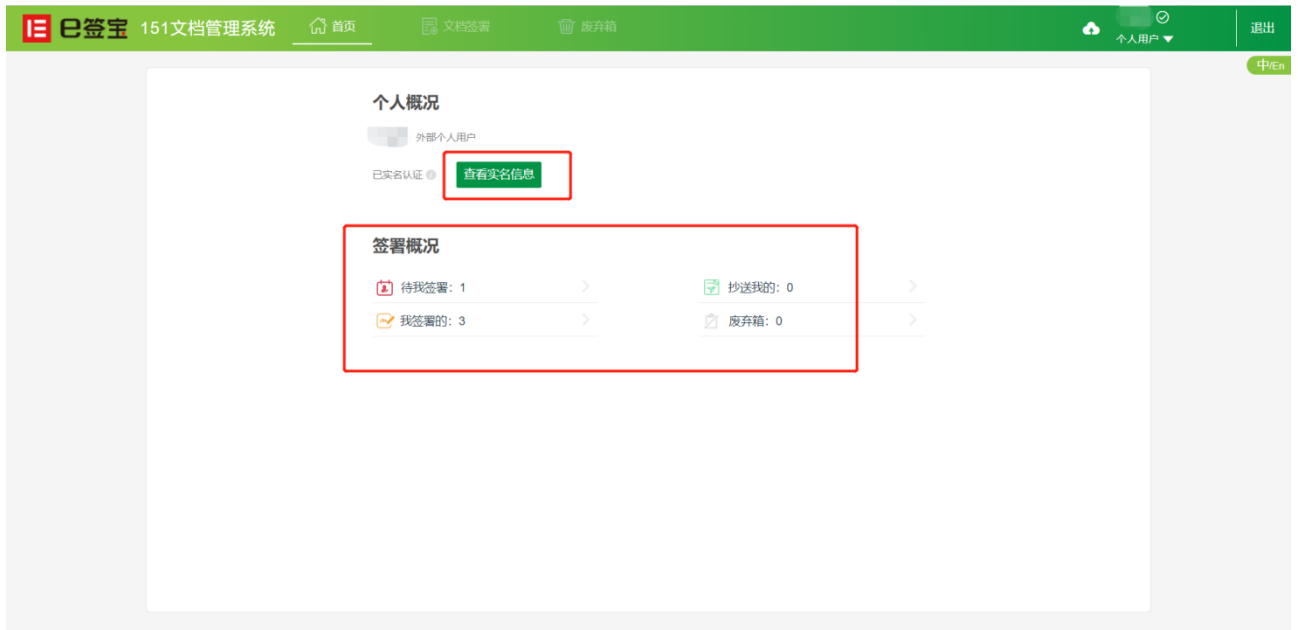 E 已签宝 151文档管理系统 首页 文档签署 废弃箱 个人用户 退出
中/En
个人概况
外部个人用户
已实名认证 查看实名信息
签署概况
待我签署：1 抄送我的：0
我签署的：3 废弃箱：0